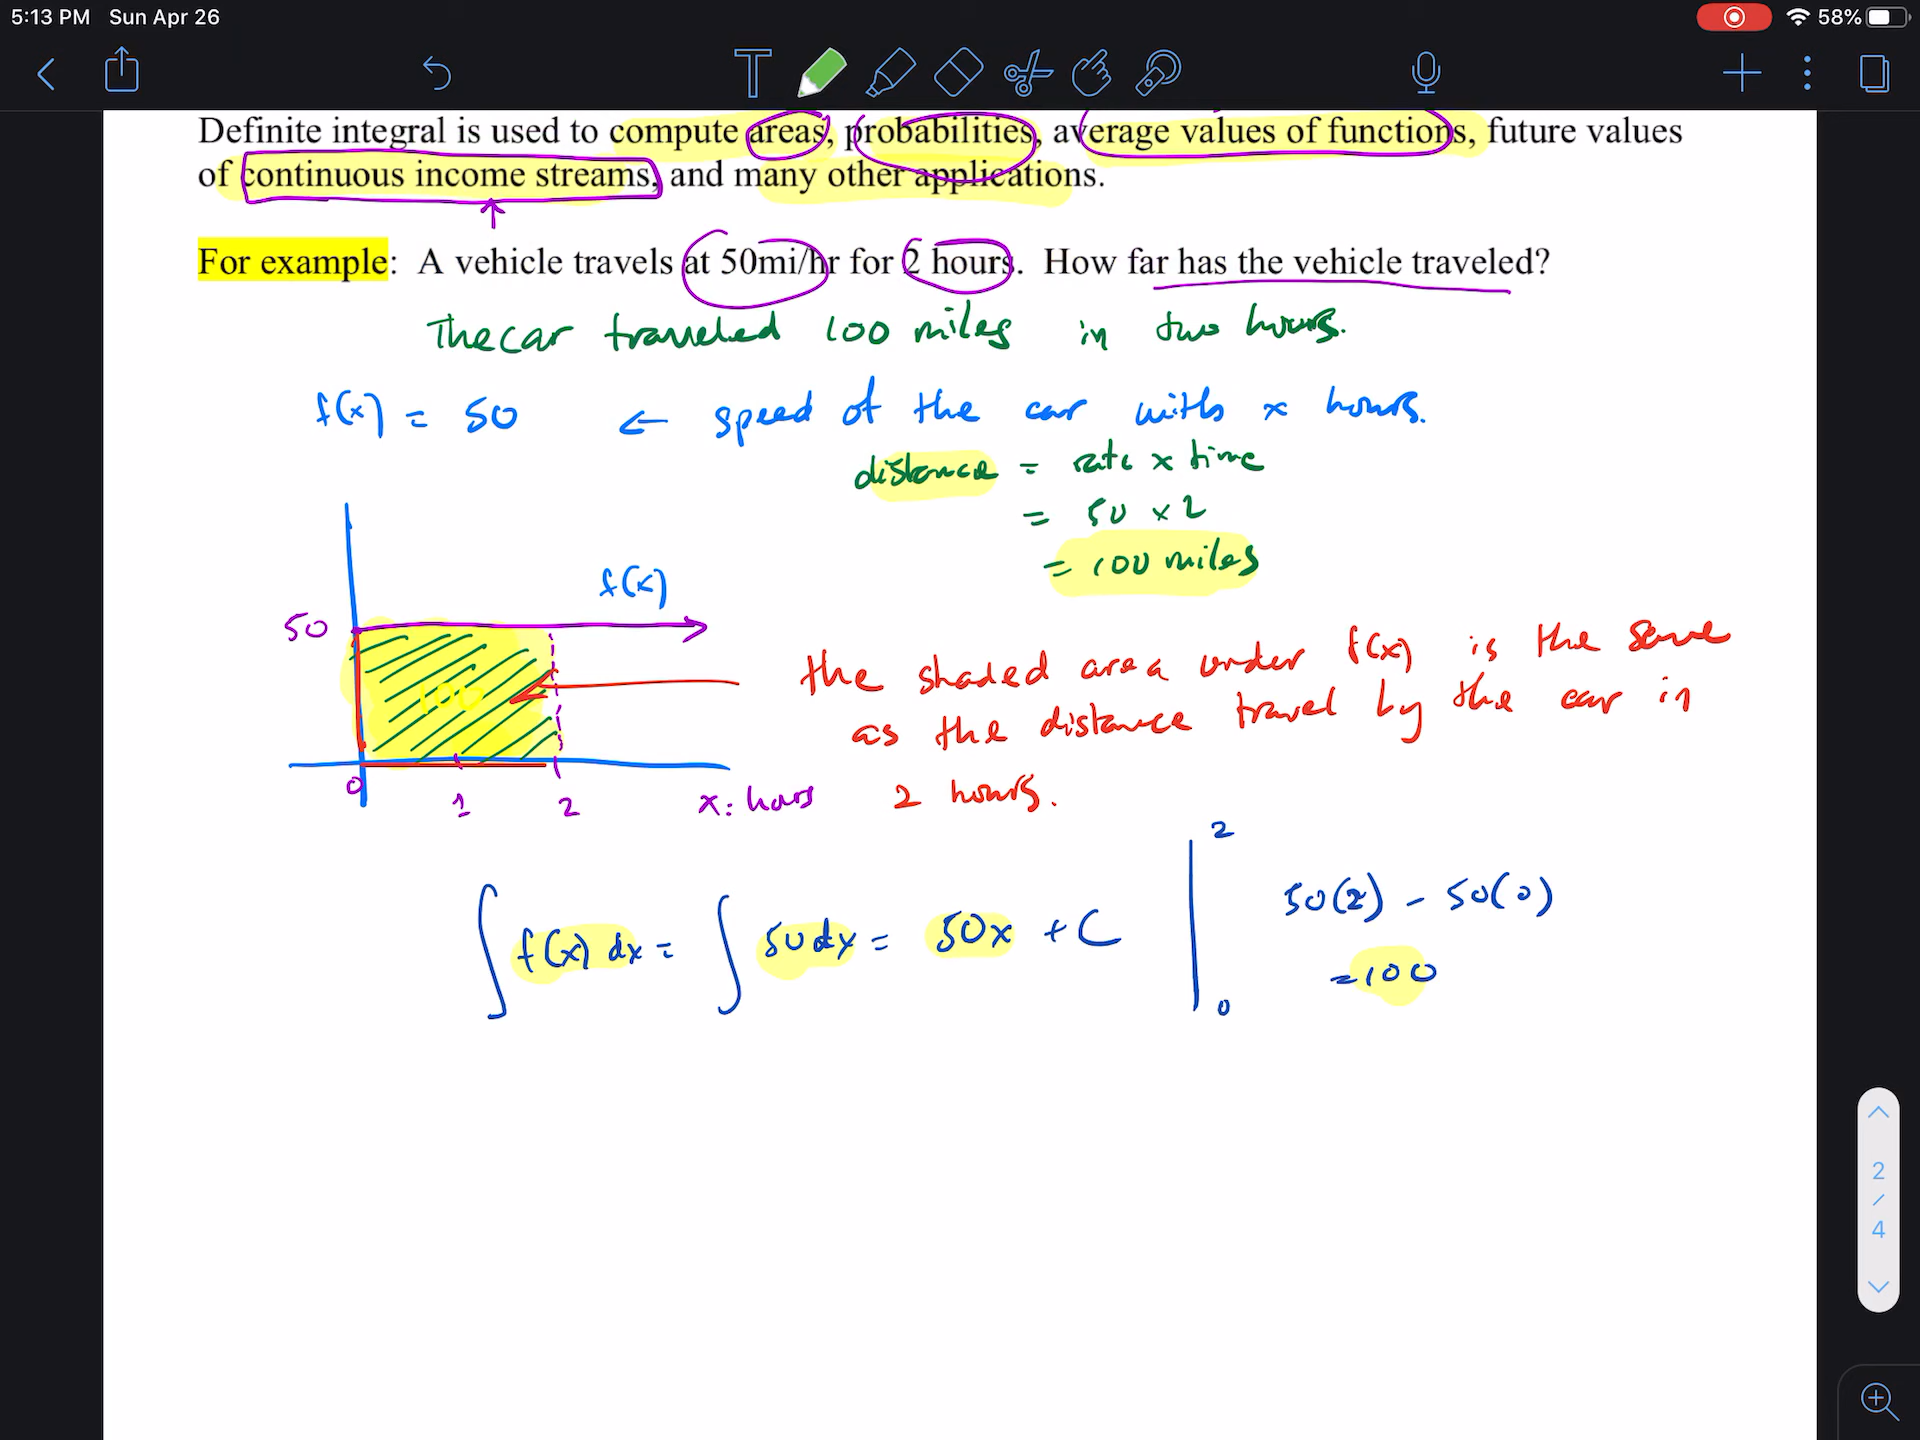 5:13 PM Sun Apr 26
58%
T
Definite integral is used to compute areas, probabilities, average values of functions, future values
of continuous income streams, and many other applications.
For example: A vehicle travels at 50mi/hr for 2 hours. How far has the vehicle traveled?
The car traveled 100 miles in two hours.
f(x) = 50 ← speed of the car with x hours.
distance = rate x time
= 50 x 2
= 100 miles
f(x)
50
100
0
1
2
x: hours
the shaded area under f(x) is the same
as the distance travel by the car in
2 hours.
∫ f(x) dx = ∫ 50 dx = 50x + C |
2
0
50(2) - 50(0)
= 100
2
/
4